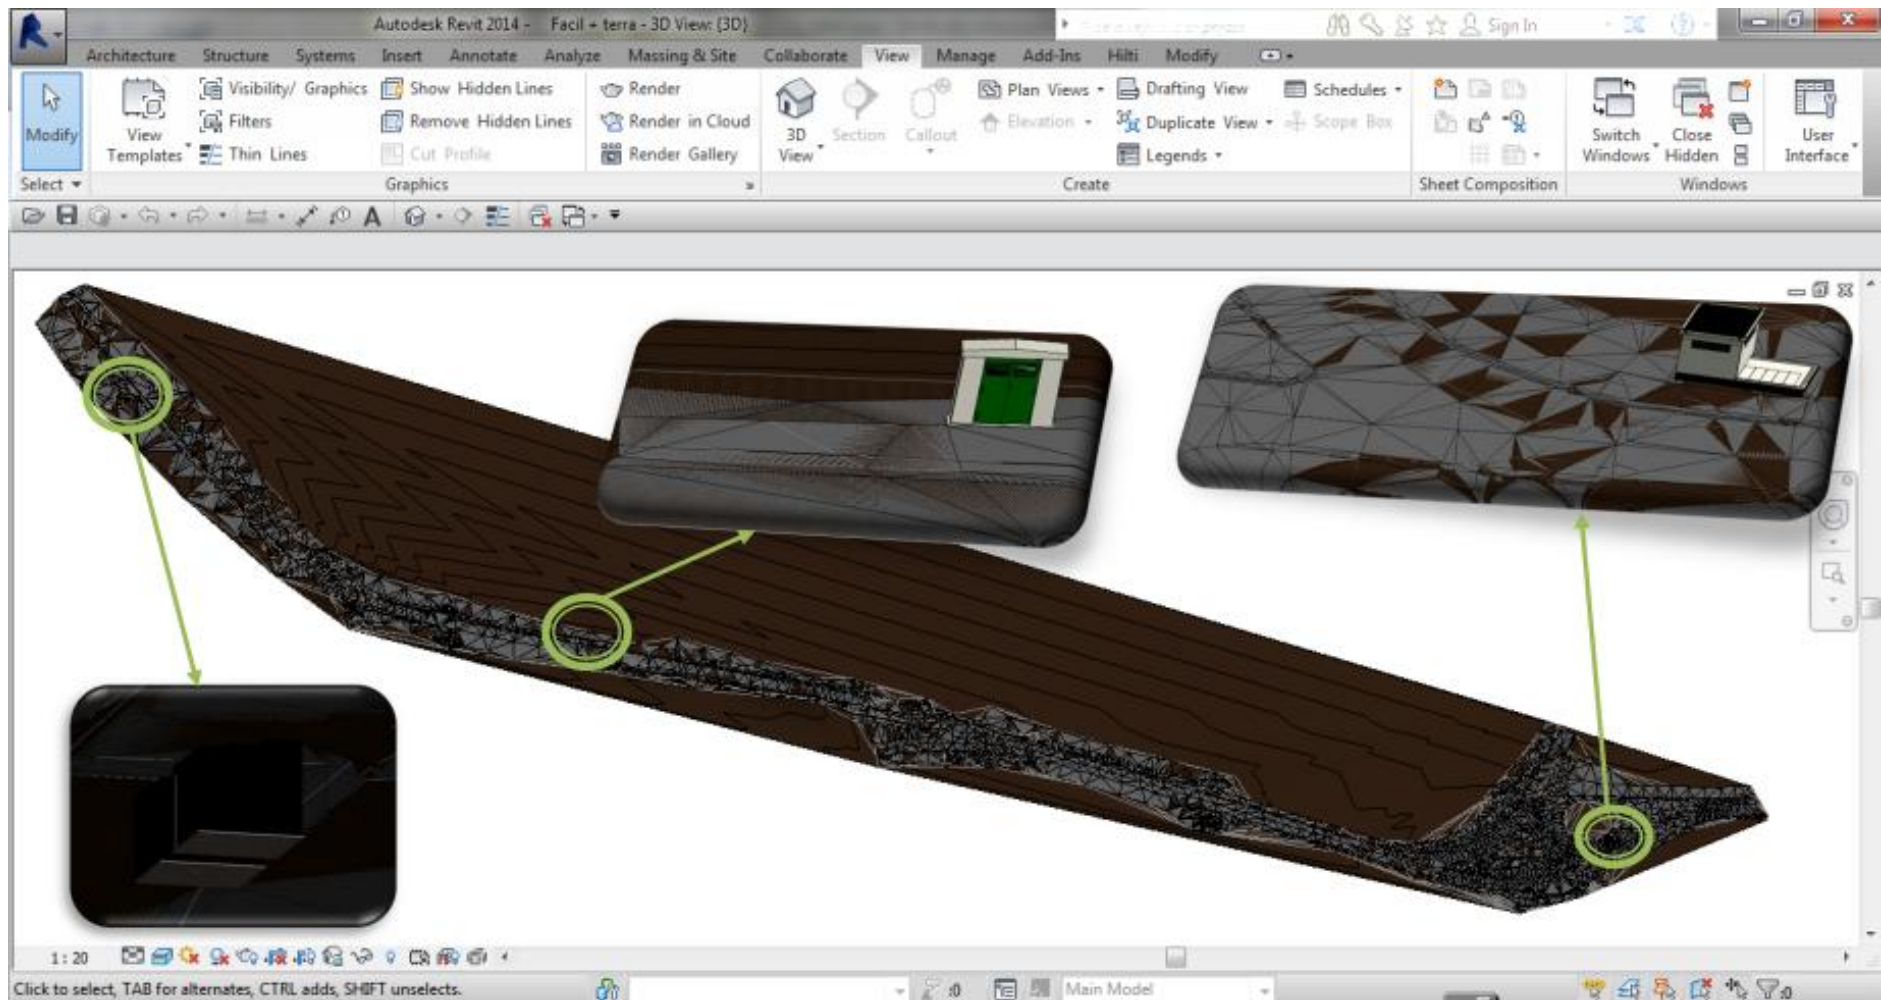 Autodesk Revit 2014 - Facil + terra - 3D View: {3D}
Sign In
Architecture Structure Systems Insert Annotate Analyze Massing & Site Collaborate View Manage Add-Ins Hilti Modify
Modify
View Templates
Visibility/ Graphics
Filters
Thin Lines
Show Hidden Lines
Remove Hidden Lines
Cut Profile
Render
Render in Cloud
Render Gallery
3D View
Section
Callout
Plan Views
Elevation
Drafting View
Duplicate View
Legends
Schedules
Scope Box
Switch Windows
Close Hidden
User Interface
Select Graphics Create Sheet Composition Windows
A
1 : 20
Click to select, TAB for alternates, CTRL adds, SHIFT unselects. :0 Main Model :0